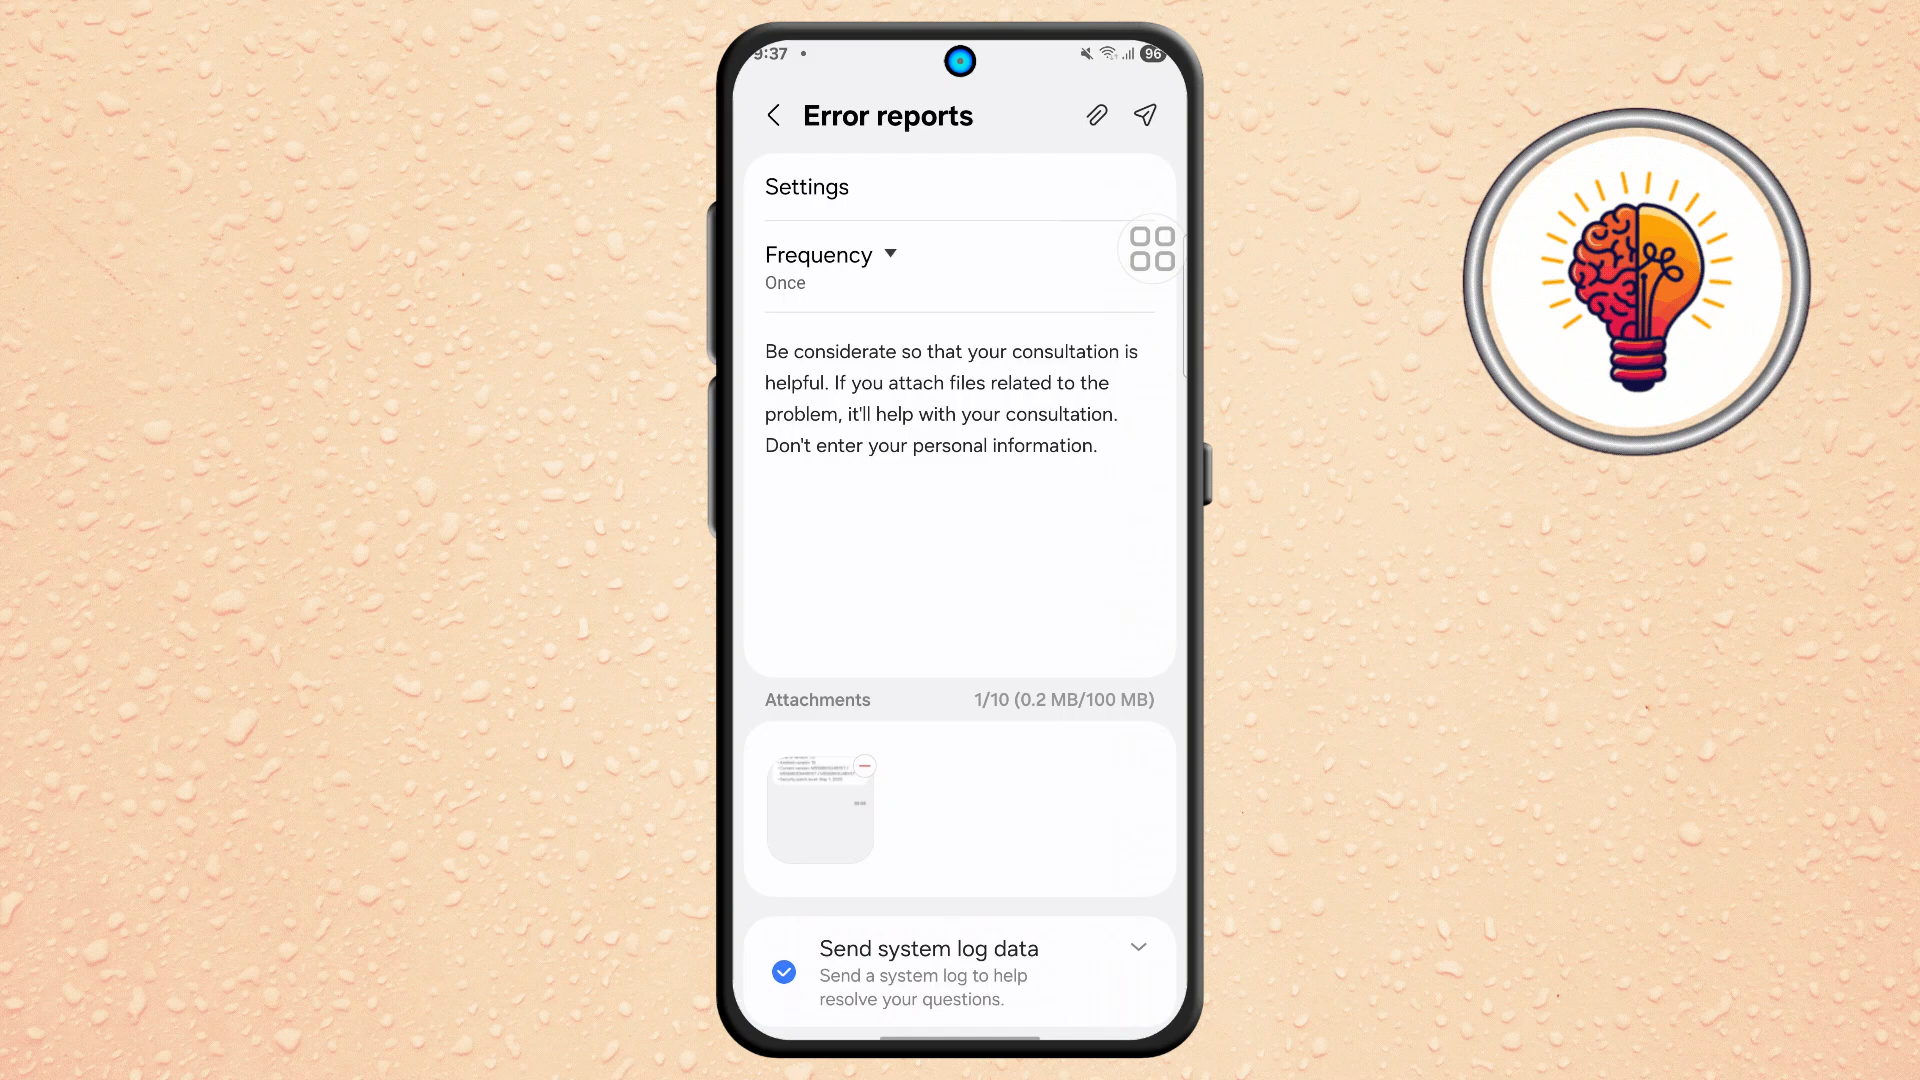 9:37
96
Error reports
Settings
Frequency
Once
Be considerate so that your consultation is
helpful. If you attach files related to the
problem, it'll help with your consultation.
Don't enter your personal information.
Attachments 1/10 (0.2 MB/100 MB)
Send system log data
Send a system log to help
resolve your questions.